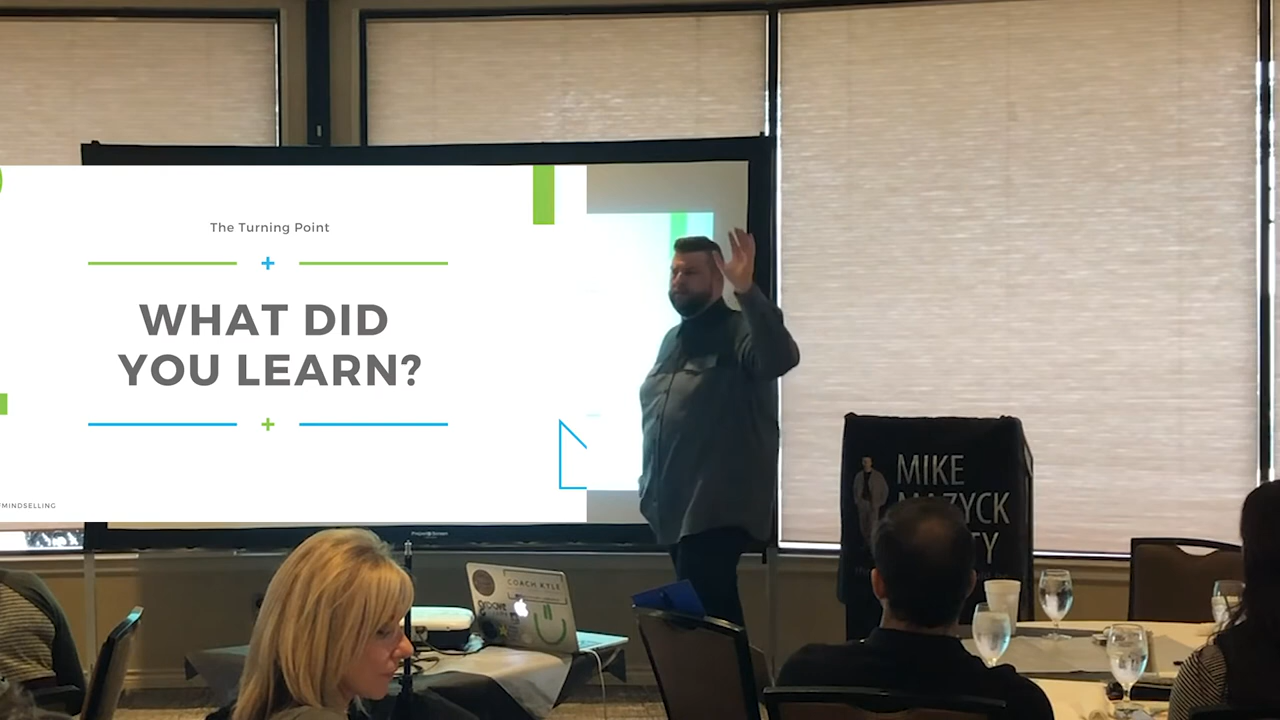 The Turning Point
WHAT DID
YOU LEARN?
MINDSELLING
COACH KYLE
MIKE